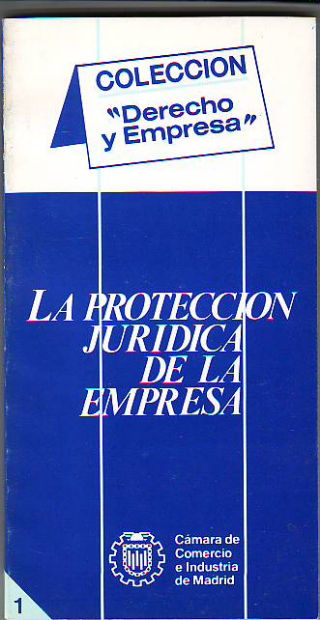 COLECCION
"Derecho
y Empresa"
LA PROTECCION
JURIDICA
DE LA
EMPRESA
Cámara de
Comercio
e Industria
de Madrid
1